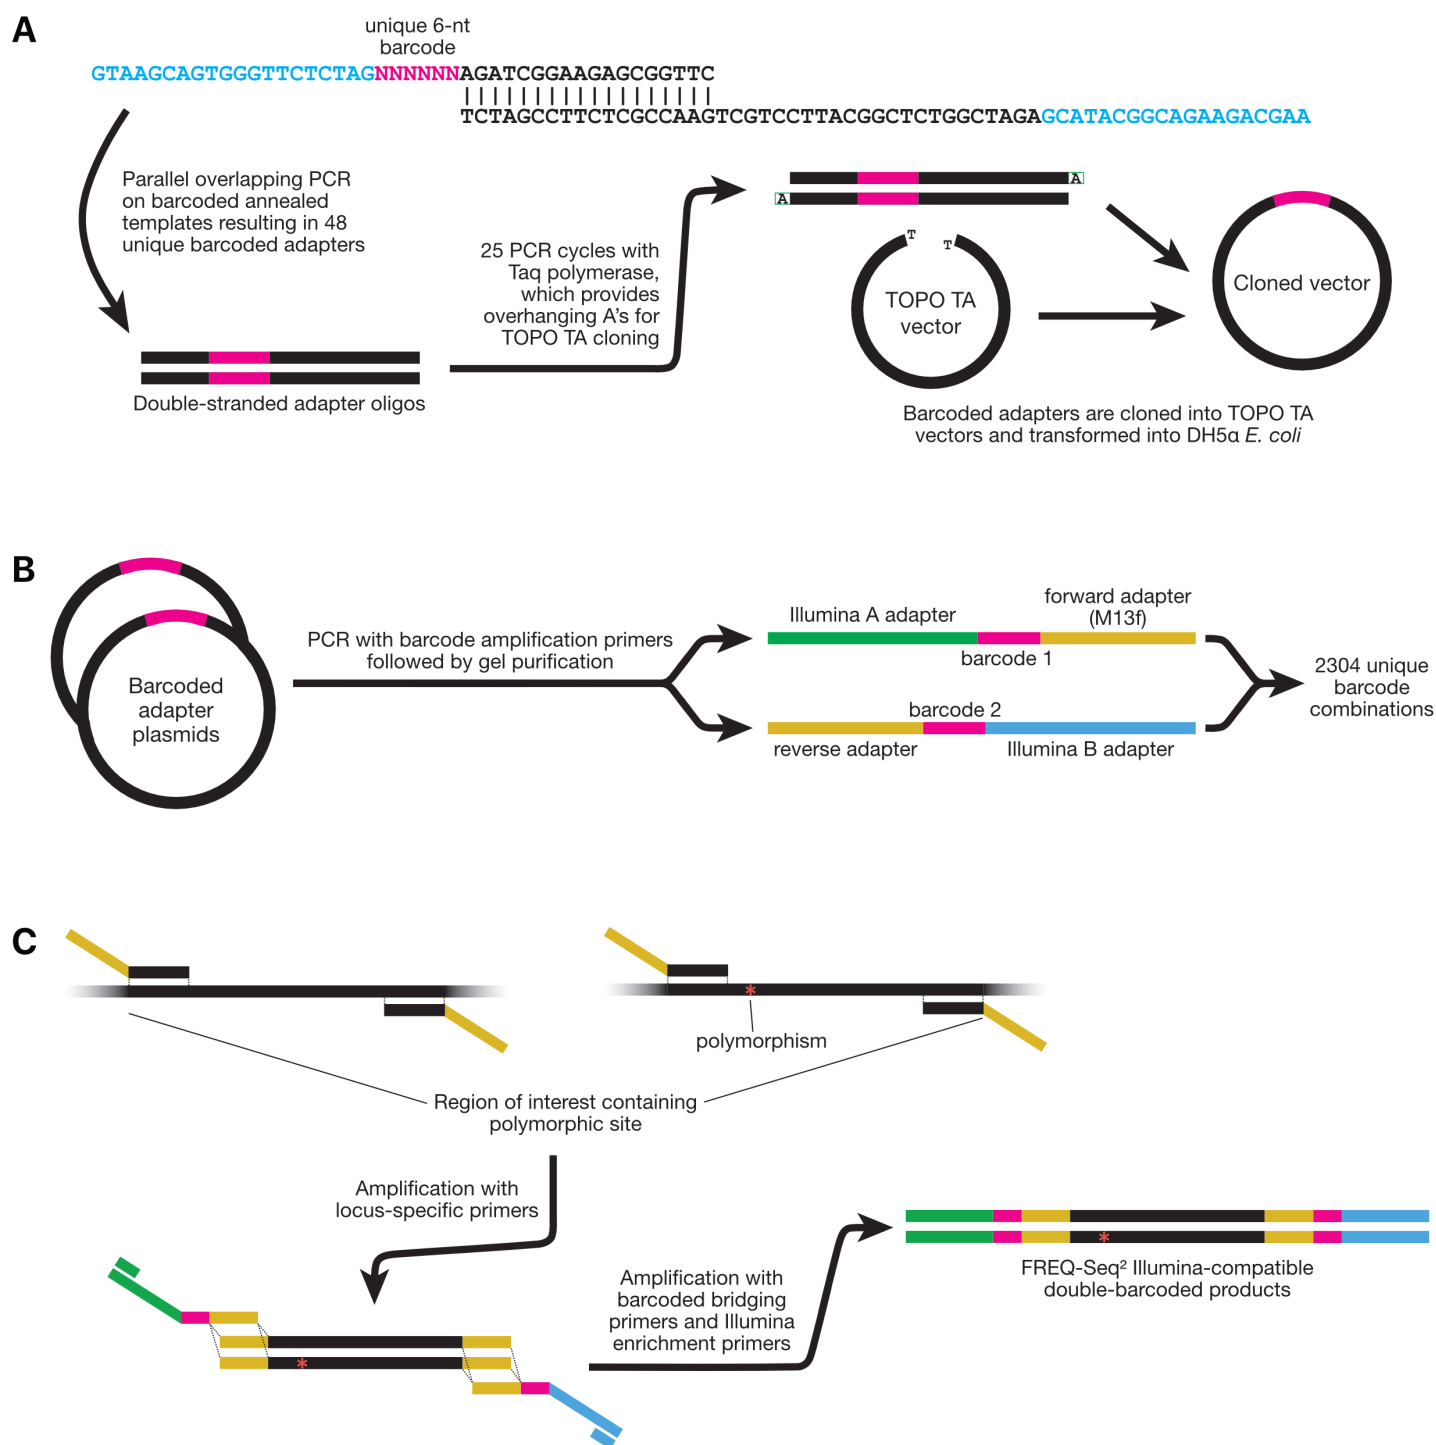 A
unique 6-nt
barcode
GTAAGCAGTGGGTTCTCTAGNNNNNNAGATCGGAAGAGCGGTTC
TCTAGCCTTCTCGCCAAGTCGTCCTTACGGCTCTGGCTAGAGCATACGGCAGAAGACGAA
Parallel overlapping PCR
on barcoded annealed
templates resulting in 48
unique barcoded adapters
Double-stranded adapter oligos
25 PCR cycles with
Taq polymerase,
which provides
overhanging A's for
TOPO TA cloning
A
A
T
T
TOPO TA
vector
Cloned vector
Barcoded adapters are cloned into TOPO TA
vectors and transformed into DH5α E. coli
B
Barcoded
adapter
plasmids
PCR with barcode amplification primers
followed by gel purification
Illumina A adapter
forward adapter
(M13f)
barcode 1
barcode 2
reverse adapter
Illumina B adapter
2304 unique
barcode
combinations
C
*
polymorphism
Region of interest containing
polymorphic site
Amplification with
locus-specific primers
*
Amplification with
barcoded bridging
primers and Illumina
enrichment primers
*
FREQ-Seq² Illumina-compatible
double-barcoded products